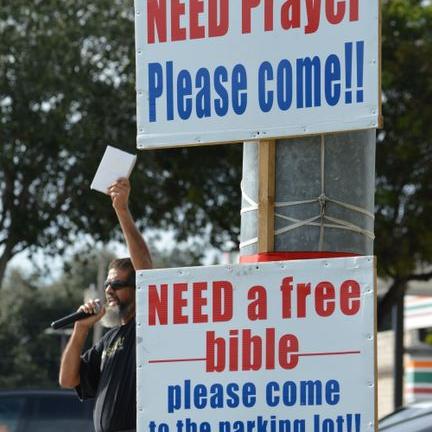 NEED Prayer
Please come!!
NEED a free
bible
please come
to the parking lot!!